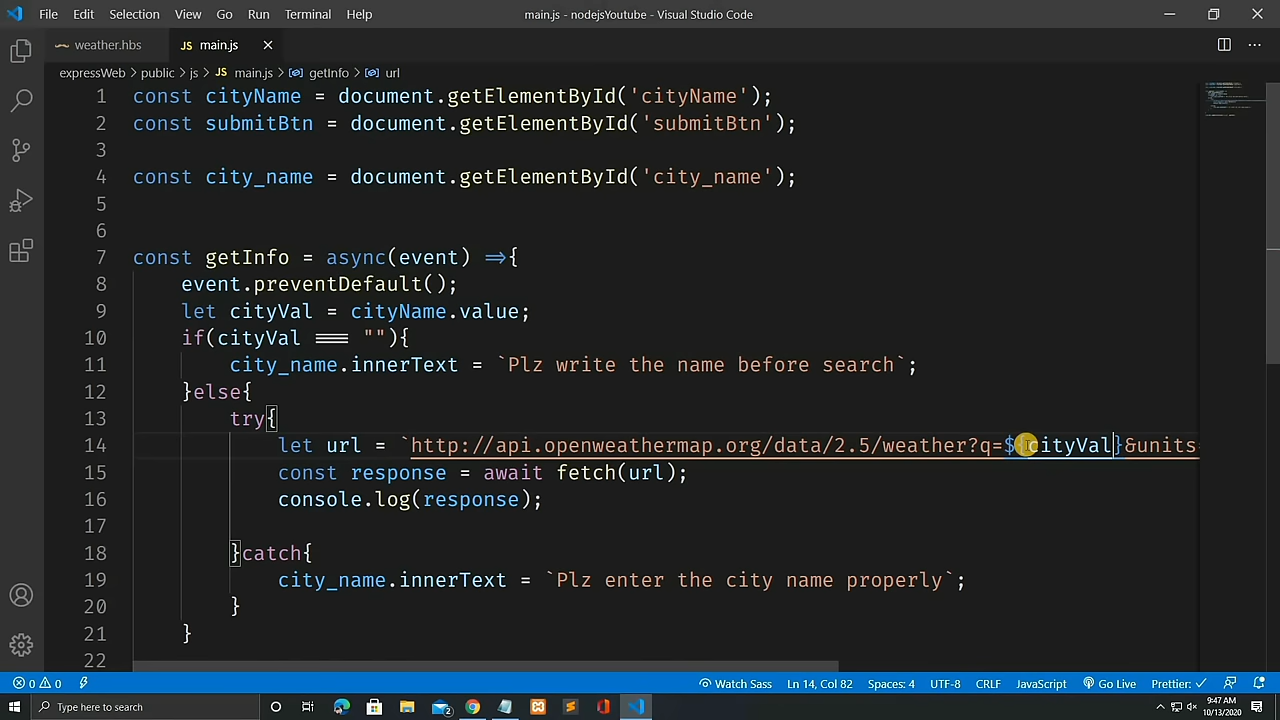 File Edit Selection View Go Run Terminal Help main.js - nodejsYoutube - Visual Studio Code
weather.hbs JS main.js
expressWeb > public > js > JS main.js > getInfo > url
1 const cityName = document.getElementById('cityName');
2 const submitBtn = document.getElementById('submitBtn');
3
4 const city_name = document.getElementById('city_name');
5
6
7 const getInfo = async(event) =>{
8 event.preventDefault();
9 let cityVal = cityName.value;
10 if(cityVal === ""){
11 city_name.innerText = `Plz write the name before search`;
12 }else{
13 try{
14 let url = `http://api.openweathermap.org/data/2.5/weather?q=${cityVal}&units
15 const response = await fetch(url);
16 console.log(response);
17
18 }catch{
19 city_name.innerText = `Plz enter the city name properly`;
20 }
21 }
22
0 0 Watch Sass Ln 14, Col 82 Spaces: 4 UTF-8 CRLF JavaScript Go Live Prettier: ✓
Type here to search 9:47 AM
10/13/2020